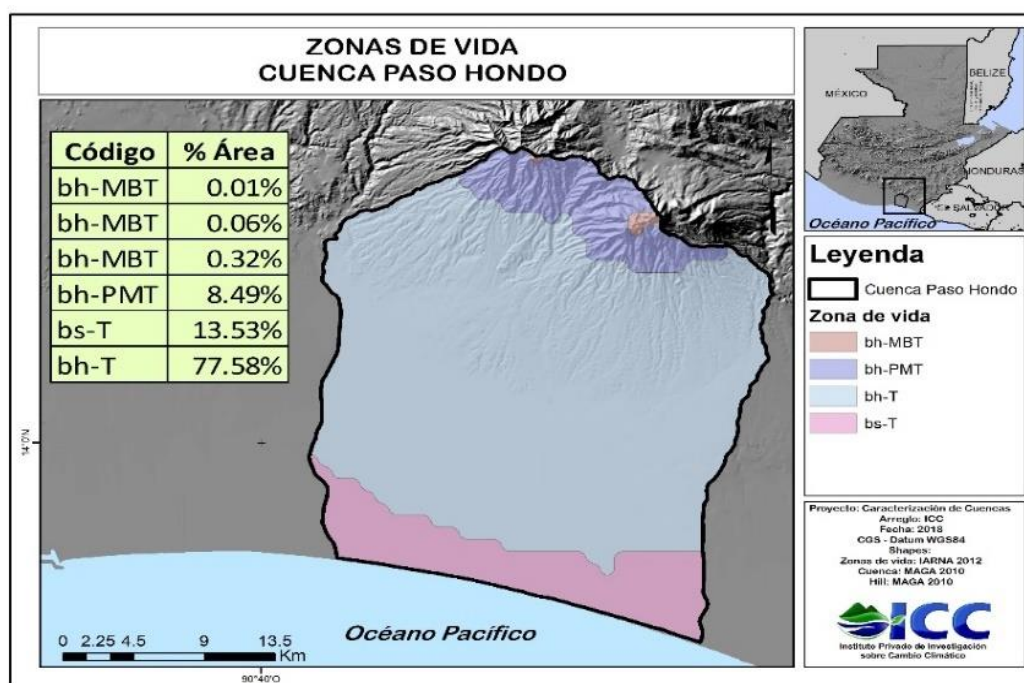 ZONAS DE VIDA
CUENCA PASO HONDO
Código % Área
bh-MBT 0.01%
bh-MBT 0.06%
bh-MBT 0.32%
bh-PMT 8.49%
bs-T 13.53%
bh-T 77.58%
14°0'N
0 2.25 4.5 9 13.5
Km
Océano Pacífico
90°40'O
MÉXICO
BELIZE
HONDURAS
EL SALVADOR
Océano Pacífico
Leyenda
Cuenca Paso Hondo
Zona de vida
bh-MBT
bh-PMT
bh-T
bs-T
Proyecto: Caracterización de Cuencas
Arreglo: ICC
Fecha: 2018
CGS - Datum WGS84
Shapes:
Zonas de vida: IARNA 2012
Cuenca: MAGA 2010
Hill: MAGA 2010
ICC
Instituto Privado de Investigación
sobre Cambio Climático